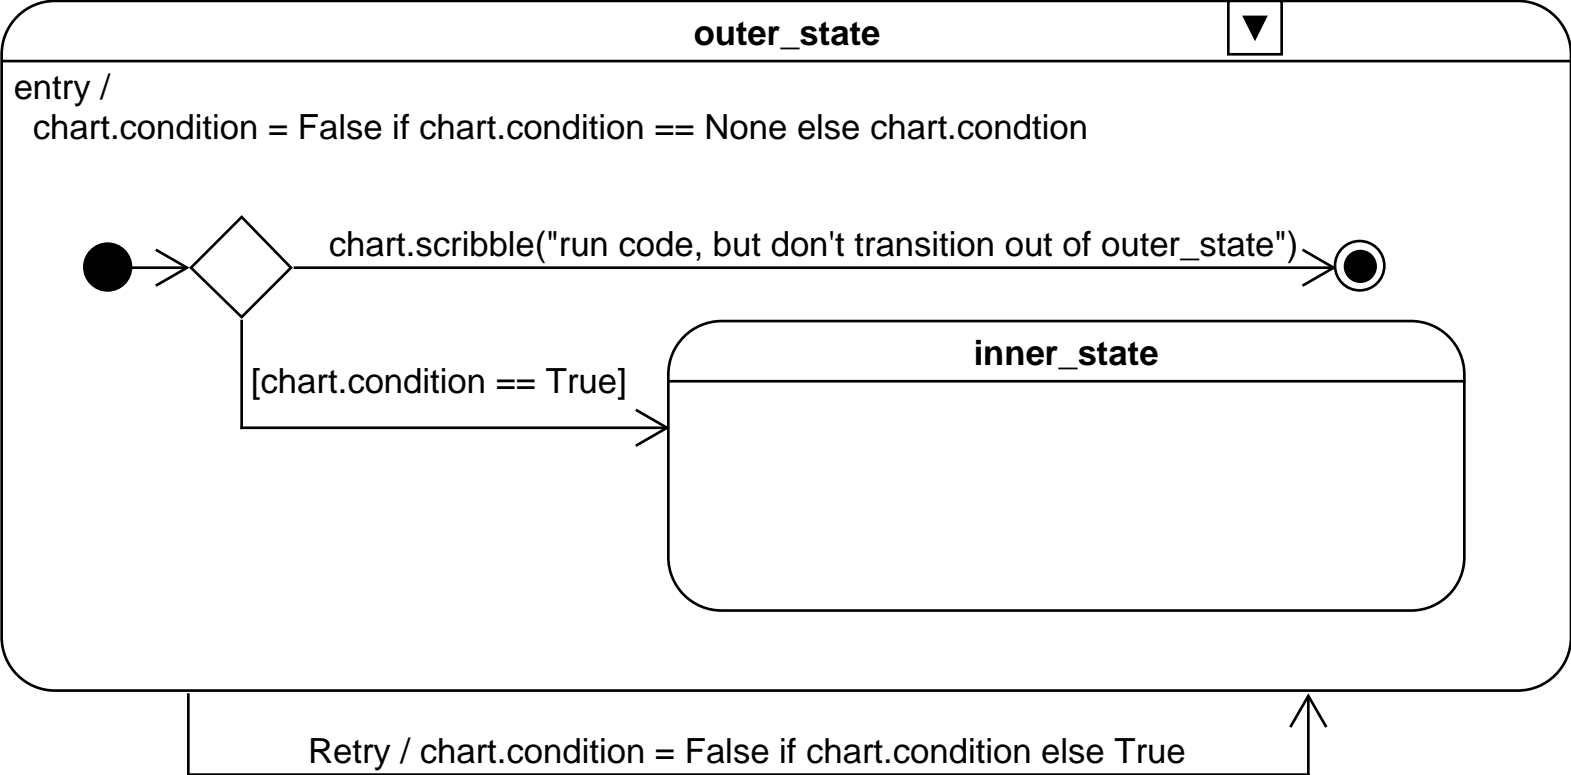 outer_state
▼
entry /
chart.condition = False if chart.condition == None else chart.condtion
chart.scribble("run code, but don't transition out of outer_state")
inner_state
[chart.condition == True]
Retry / chart.condition = False if chart.condition else True